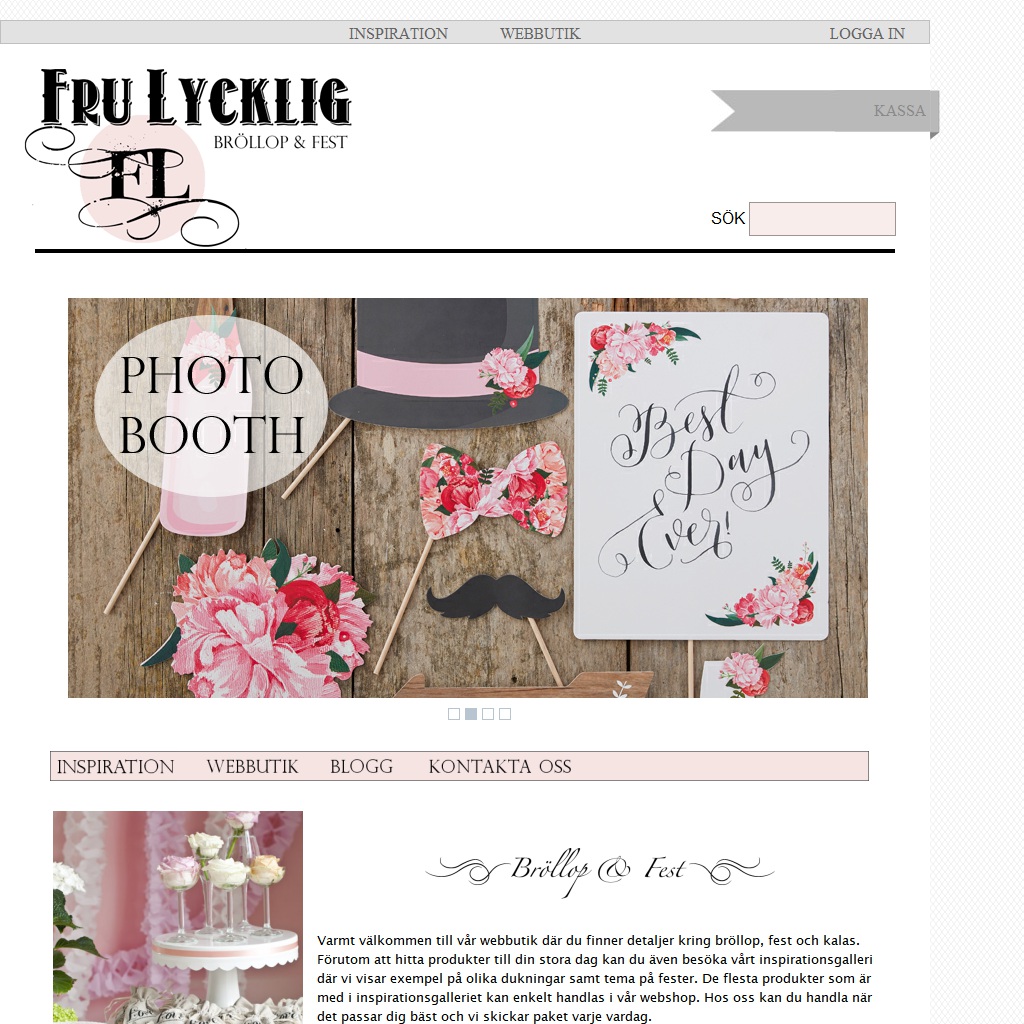 INSPIRATION WEBBUTIK LOGGA IN
FRU LYCKLIG
BRÖLLOP & FEST
FL
KASSA
SÖK
PHOTO
BOOTH
Best
Day
Ever!
INSPIRATION WEBBUTIK BLOGG KONTAKTA OSS
Bröllop & Fest
Varmt välkommen till vår webbutik där du finner detaljer kring bröllop, fest och kalas.
Förutom att hitta produkter till din stora dag kan du även besöka vårt inspirationsgalleri
där vi visar exempel på olika dukningar samt tema på fester. De flesta produkter som är
med i inspirationsgalleriet kan enkelt handlas i vår webshop. Hos oss kan du handla när
det passar dig bäst och vi skickar paket varje vardag.